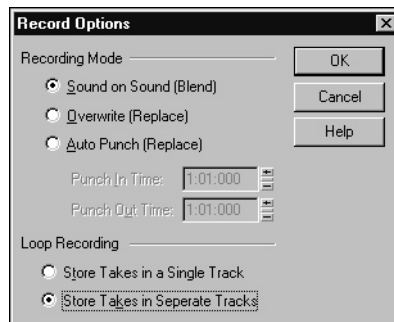 Record Options
Recording Mode
OK
Sound on Sound (Blend)
Cancel
Overwrite (Replace)
Help
Auto Punch (Replace)
Punch In Time: 1:01:000
Punch Out Time: 1:01:000
Loop Recording
Store Takes in a Single Track
Store Takes in Seperate Tracks